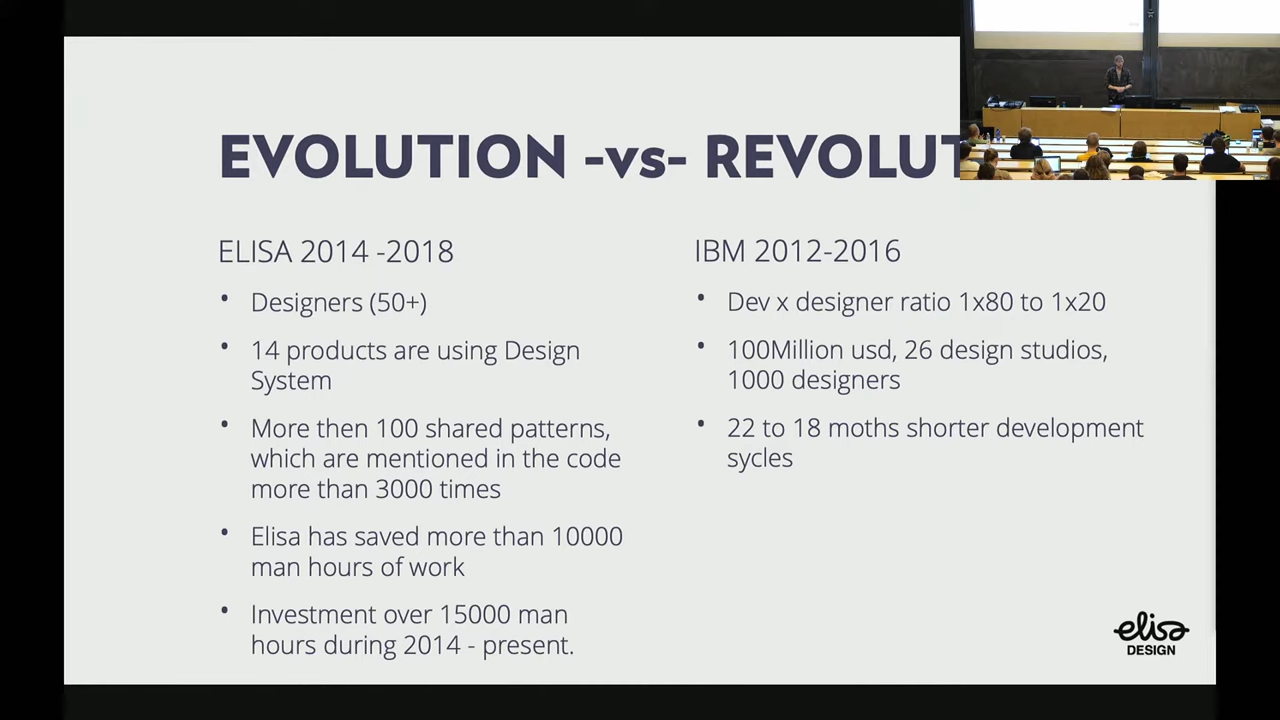 EVOLUTION -vs- REVOLUT
ELISA 2014 -2018
• Designers (50+)
• 14 products are using Design
System
• More then 100 shared patterns,
which are mentioned in the code
more than 3000 times
• Elisa has saved more than 10000
man hours of work
• Investment over 15000 man
hours during 2014 - present.
IBM 2012-2016
• Dev x designer ratio 1x80 to 1x20
• 100Million usd, 26 design studios,
1000 designers
• 22 to 18 moths shorter development
sycles
elisa
DESIGN